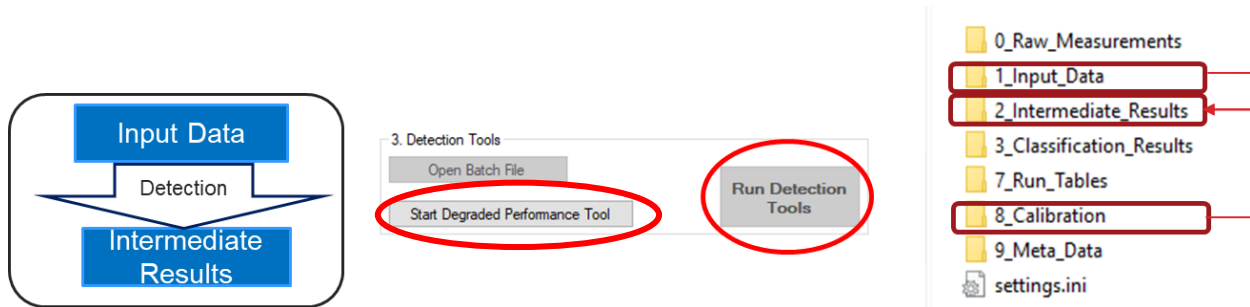 Input Data
Detection
Intermediate
Results
3. Detection Tools
Open Batch File
Start Degraded Performance Tool
Run Detection
Tools
0_Raw_Measurements
1_Input_Data
2_Intermediate_Results
3_Classification_Results
7_Run_Tables
8_Calibration
9_Meta_Data
settings.ini